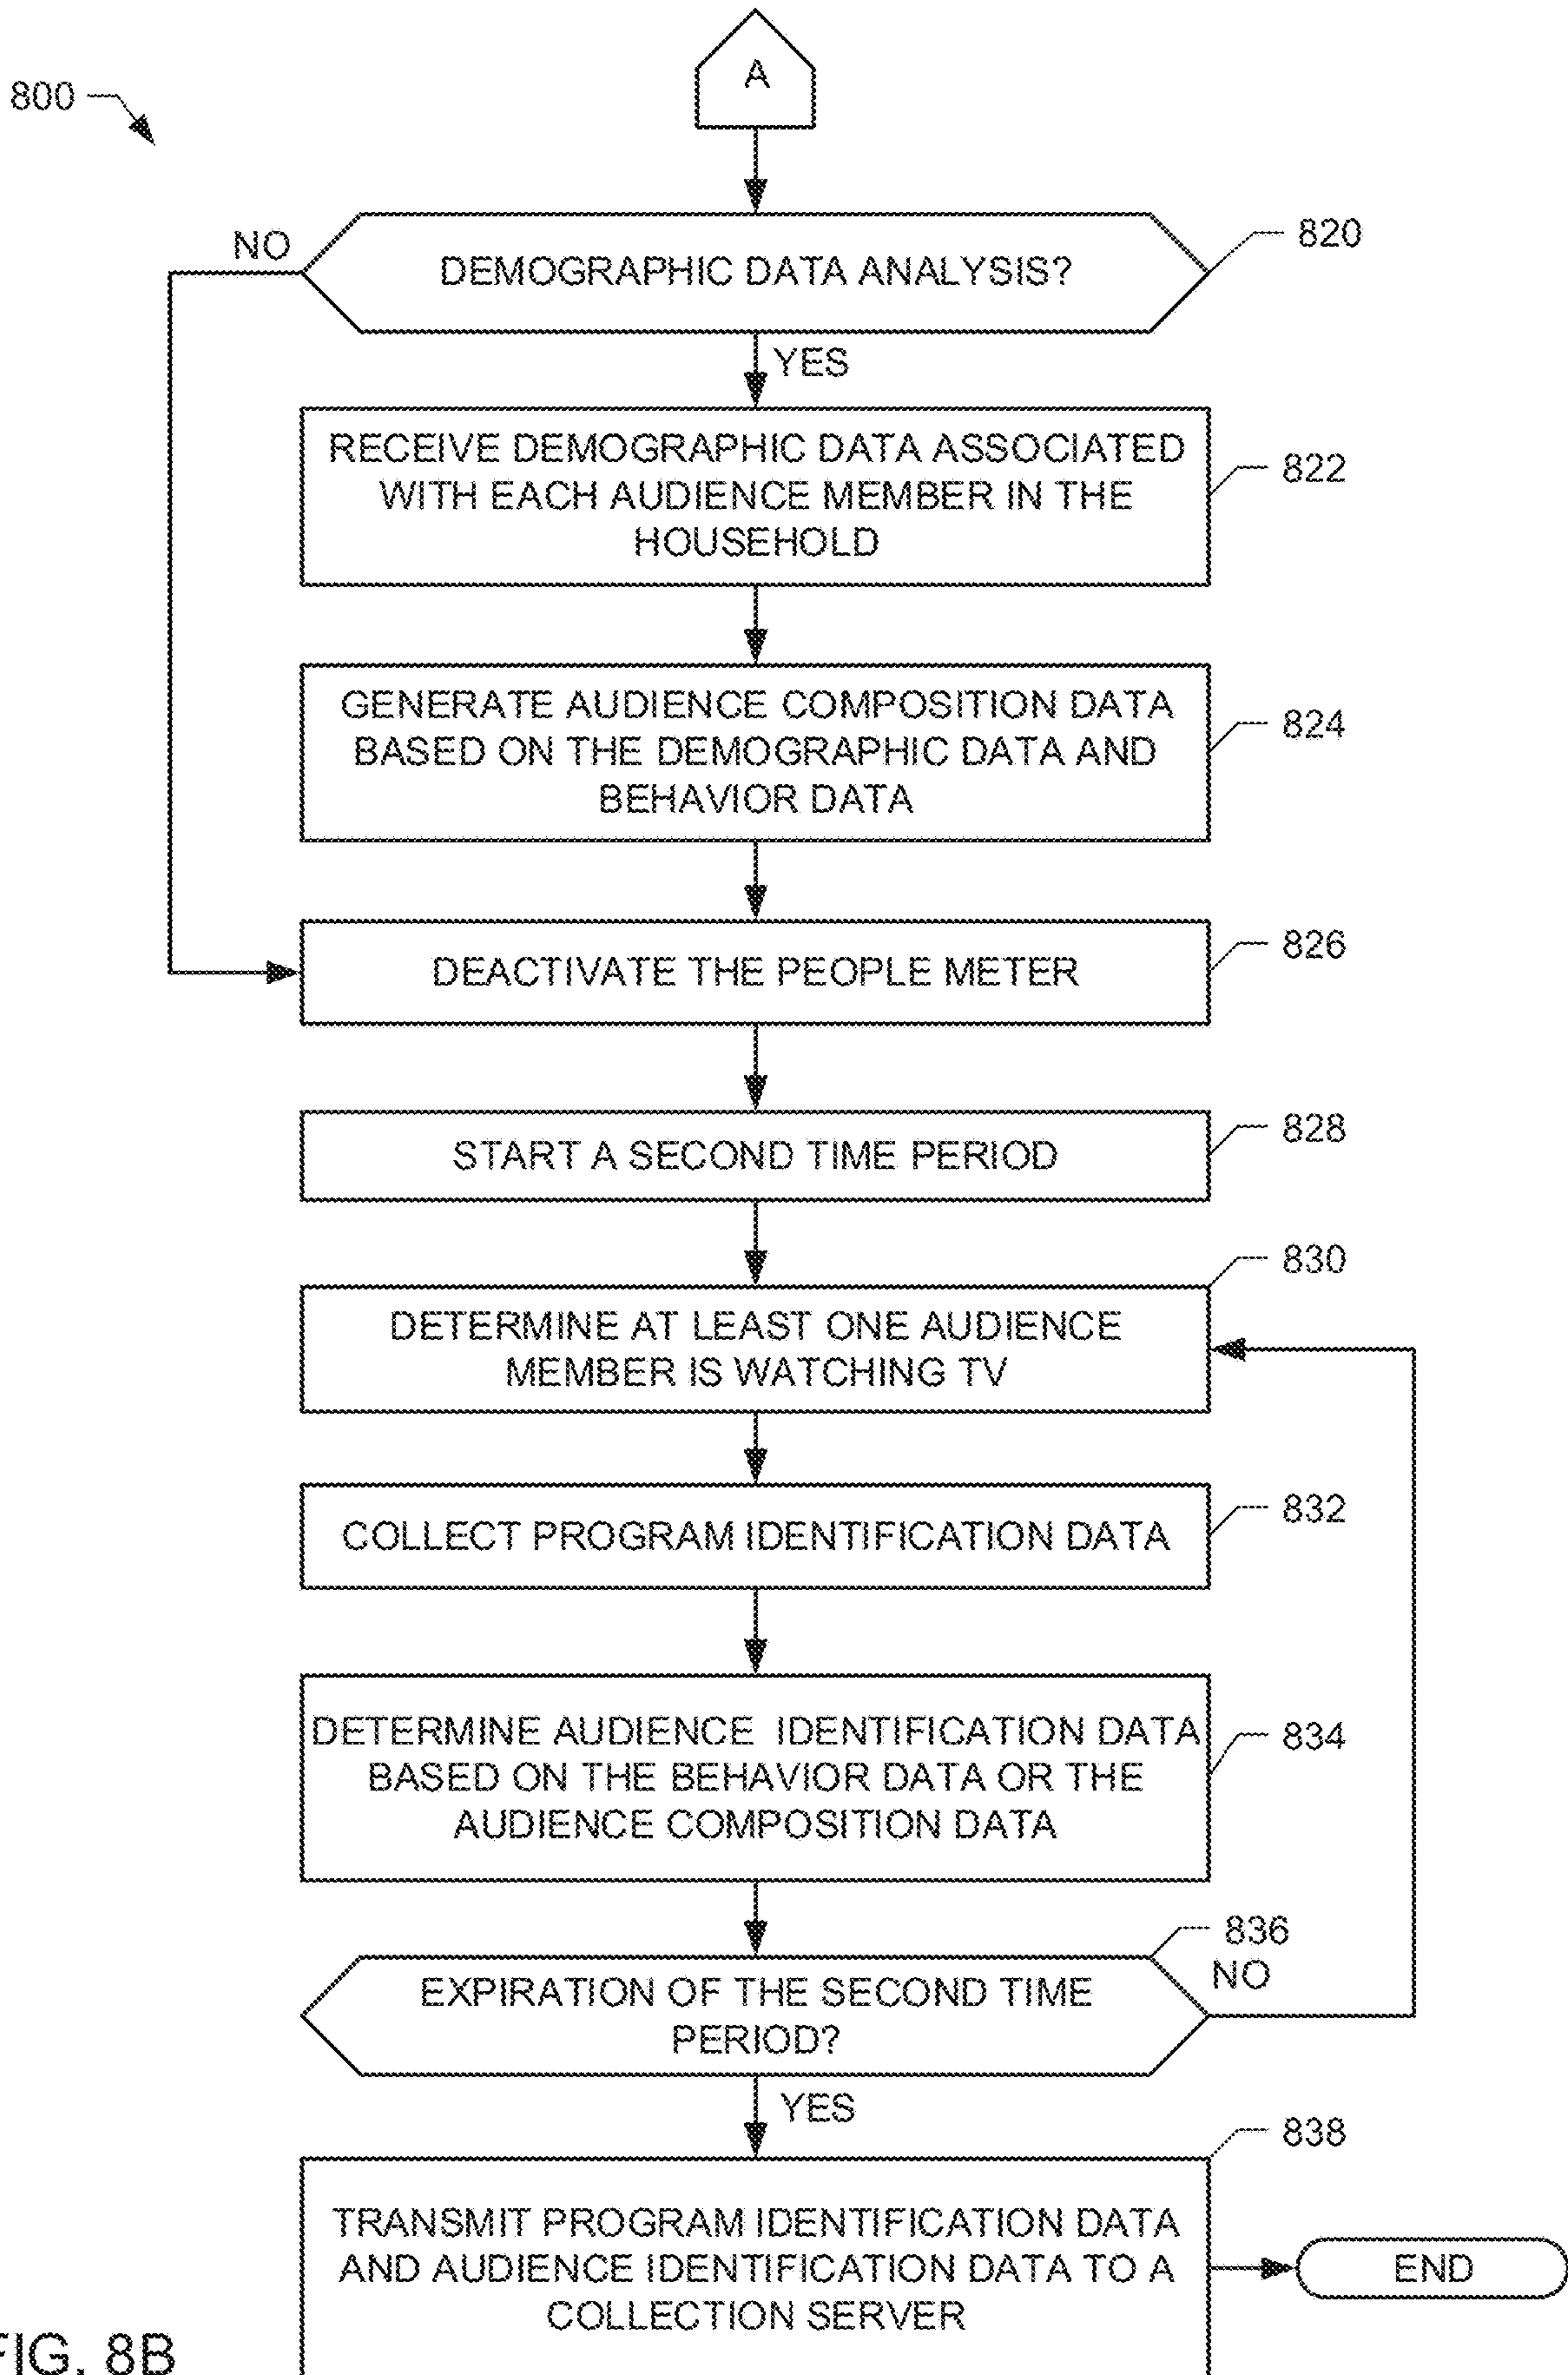 A
800
NO
DEMOGRAPHIC DATA ANALYSIS?
820
YES
RECEIVE DEMOGRAPHIC DATA ASSOCIATED
WITH EACH AUDIENCE MEMBER IN THE
HOUSEHOLD
822
GENERATE AUDIENCE COMPOSITION DATA
BASED ON THE DEMOGRAPHIC DATA AND
BEHAVIOR DATA
824
DEACTIVATE THE PEOPLE METER
826
START A SECOND TIME PERIOD
828
DETERMINE AT LEAST ONE AUDIENCE
MEMBER IS WATCHING TV
830
COLLECT PROGRAM IDENTIFICATION DATA
832
DETERMINE AUDIENCE IDENTIFICATION DATA
BASED ON THE BEHAVIOR DATA OR THE
AUDIENCE COMPOSITION DATA
834
EXPIRATION OF THE SECOND TIME
PERIOD?
836
NO
YES
TRANSMIT PROGRAM IDENTIFICATION DATA
AND AUDIENCE IDENTIFICATION DATA TO A
COLLECTION SERVER
838
END
FIG. 8B